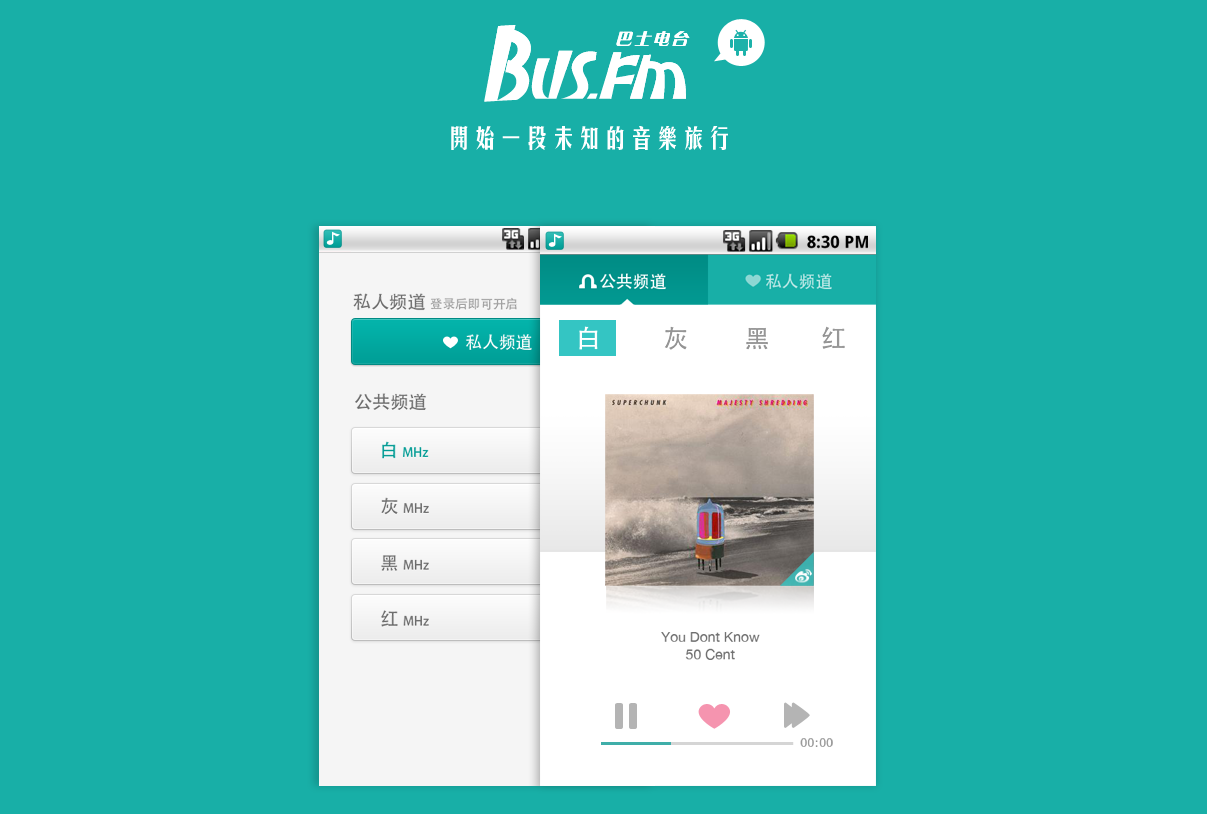 巴士电台
BUS.FM
開始一段未知的音樂旅行
3G
私人频道 登录后即可开启
私人频道
公共频道
白 MHz
灰 MHz
黑 MHz
红 MHz
3G 8:30 PM
公共频道 私人频道
白 灰 黑 红
SUPERCHUNK MAJESTY SHREDDING
You Dont Know
50 Cent
00:00